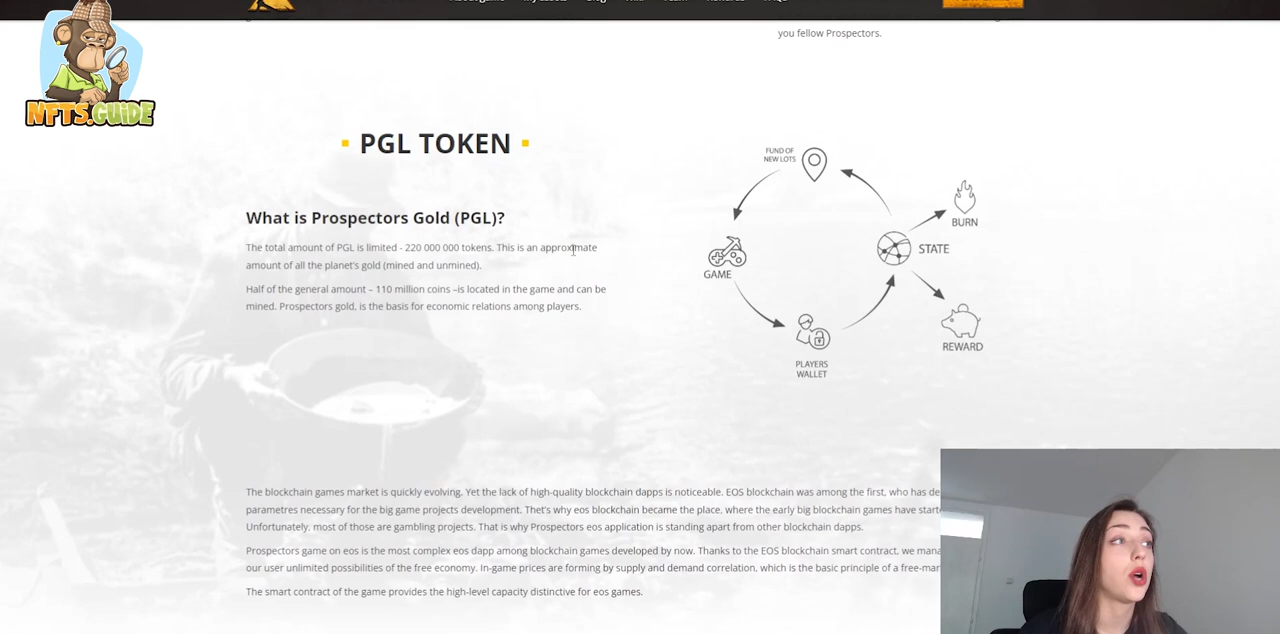 you fellow Prospectors.
NFTS.GUIDE
PGL TOKEN
What is Prospectors Gold (PGL)?
The total amount of PGL is limited - 220 000 000 tokens. This is an approximate
amount of all the planet's gold (mined and unmined).
Half of the general amount – 110 million coins –is located in the game and can be
mined. Prospectors gold, is the basis for economic relations among players.
FUND OF
NEW LOTS
BURN
STATE
GAME
REWARD
PLAYERS
WALLET
The blockchain games market is quickly evolving. Yet the lack of high-quality blockchain dapps is noticeable. EOS blockchain was among the first, who has de
parametres necessary for the big game projects development. Thet's why eos blockchain became the place, where the early big blockchain games have start
Unfortunately, most of those are gambling projects. That is why Prospectors eos application is standing apart from other blockchain dapps.
Prospectors game on eos is the most complex eos dapp among blockchain games developed by now. Thanks to the EOS blockchain smart contract, we mana
our user unlimited possibilities of the free economy. In-game prices are forming by supply and demand correlation, which is the basic principle of a free-mar
The smart contract of the game provides the high-level capacity distinctive for eos games.